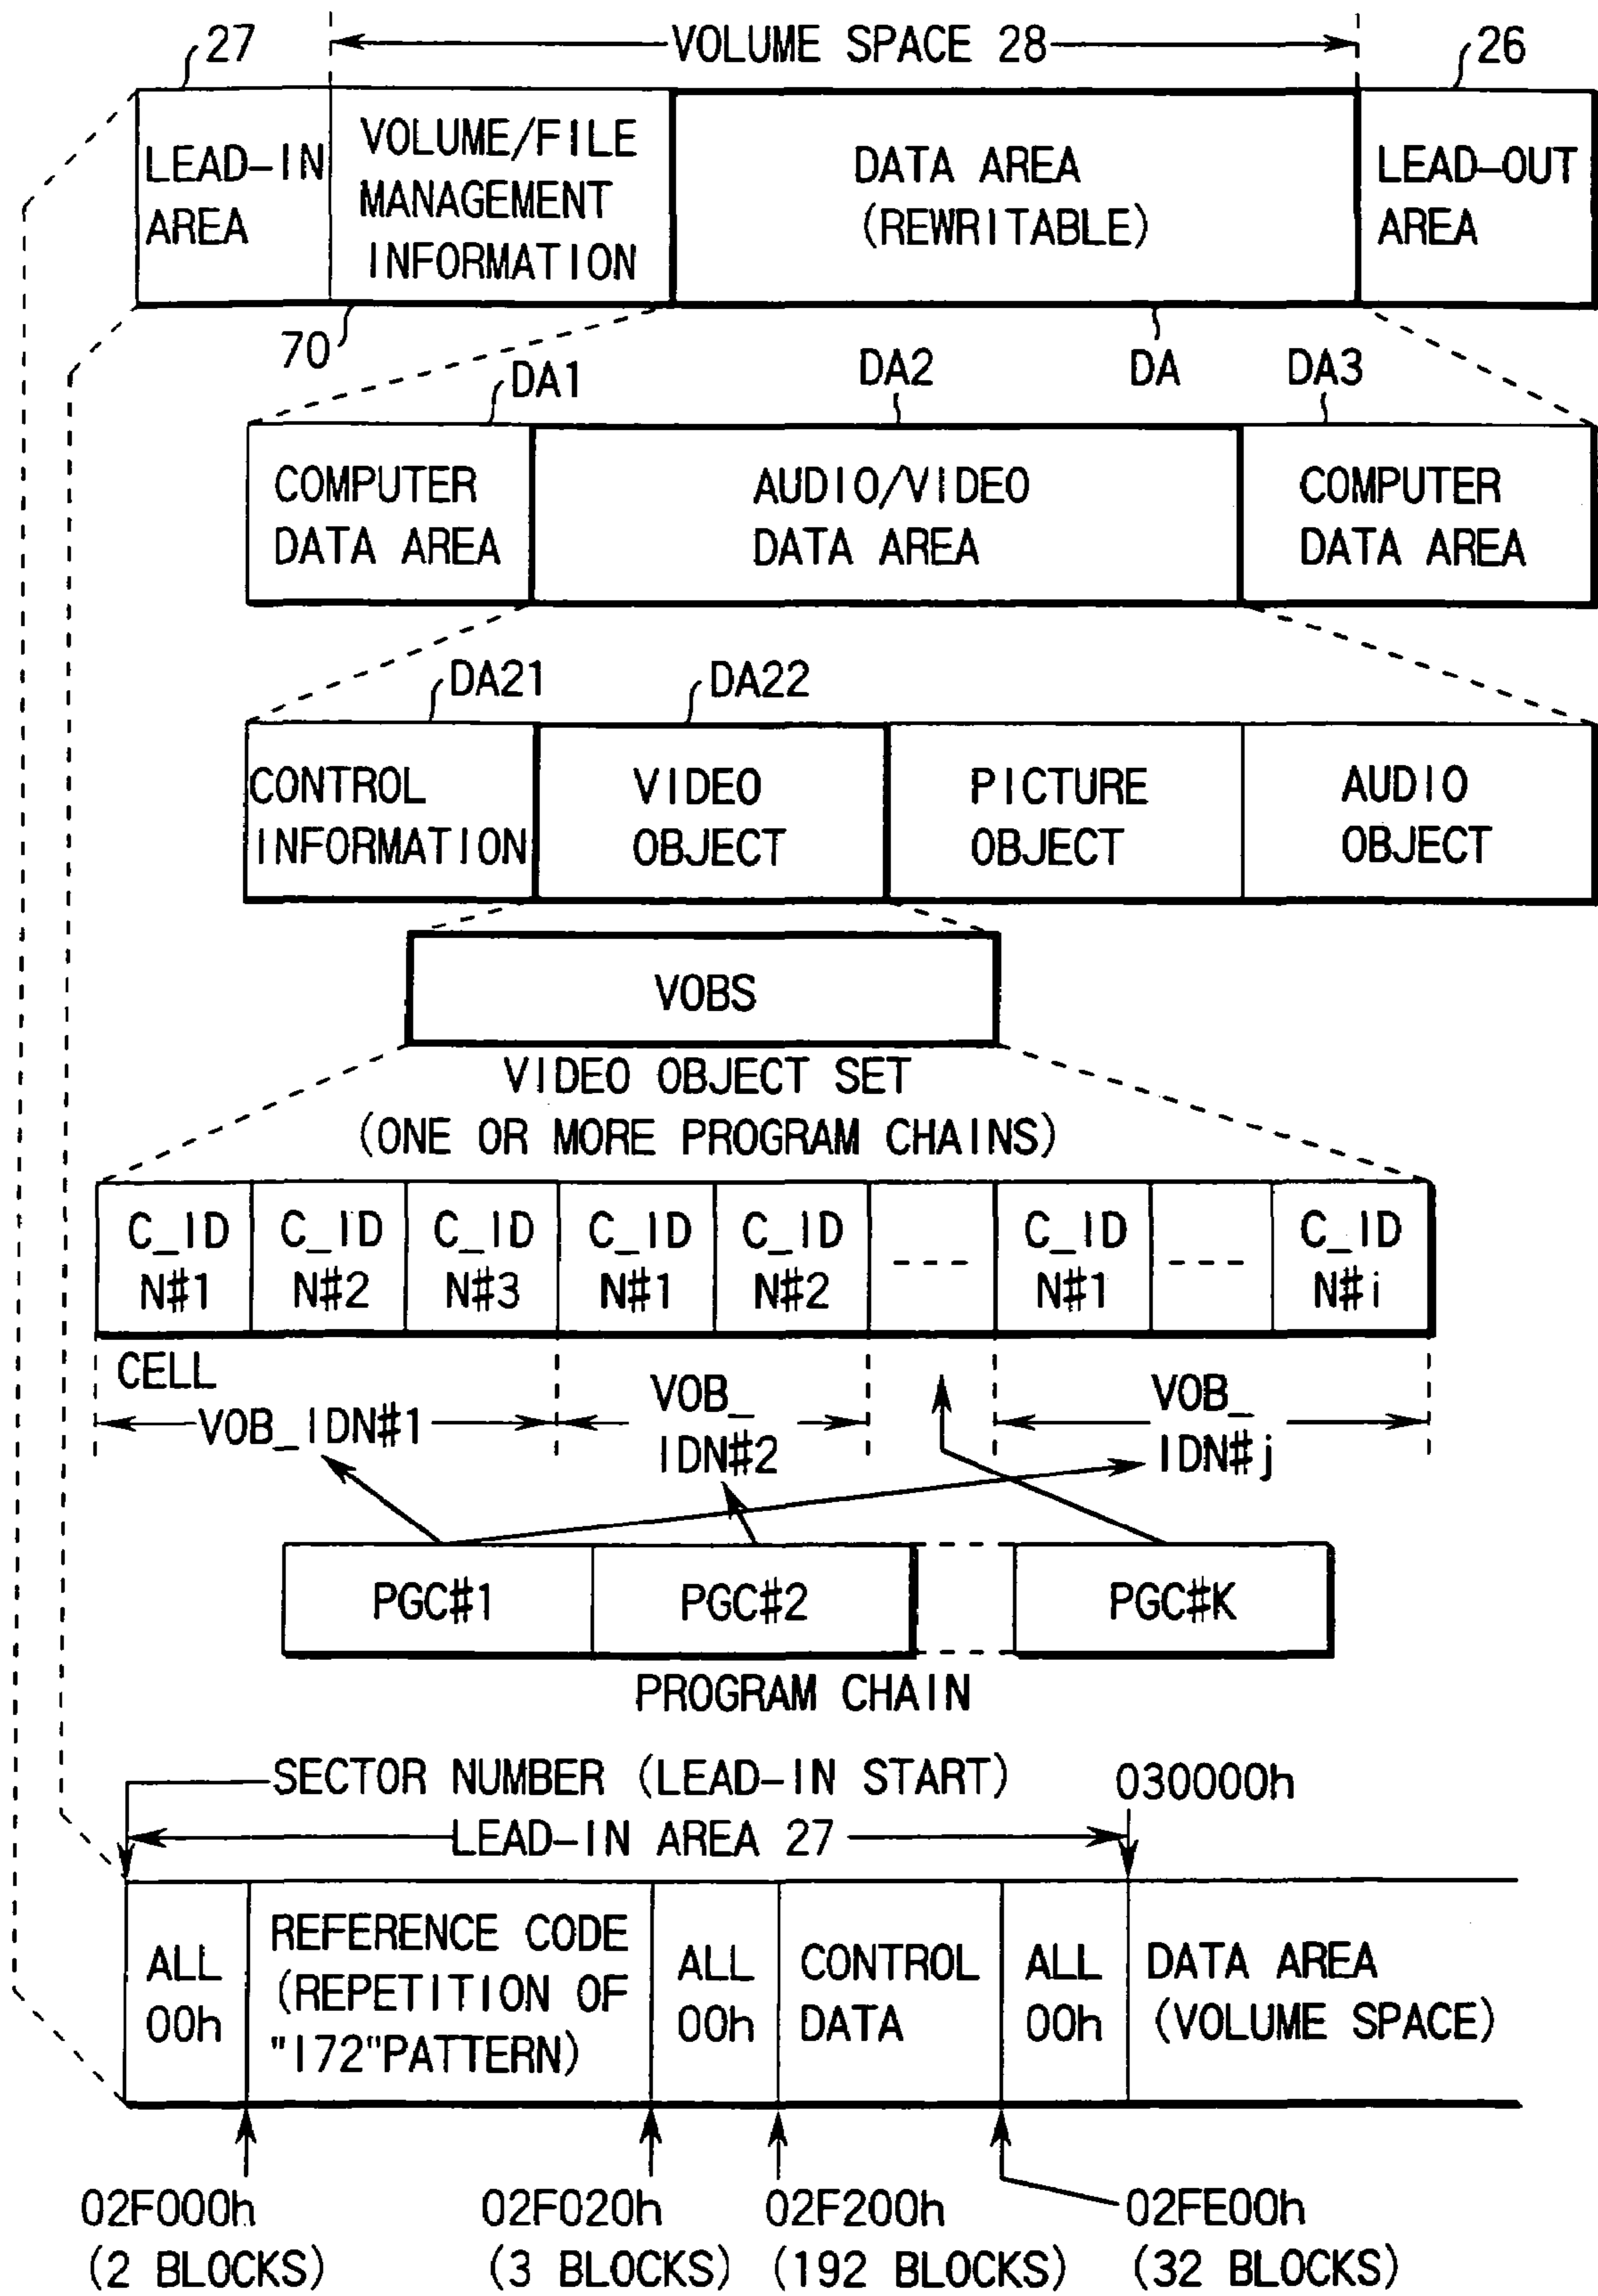 27
VOLUME SPACE 28
26
LEAD-IN
AREA
VOLUME/FILE
MANAGEMENT
INFORMATION
DATA AREA
(REWRITABLE)
LEAD-OUT
AREA
70
DA1
DA2
DA
DA3
COMPUTER
DATA AREA
AUDIO/VIDEO
DATA AREA
COMPUTER
DATA AREA
DA21
DA22
CONTROL
INFORMATION
VIDEO
OBJECT
PICTURE
OBJECT
AUDIO
OBJECT
VOBS
VIDEO OBJECT SET
(ONE OR MORE PROGRAM CHAINS)
C_ID
N#1
C_ID
N#2
C_ID
N#3
C_ID
N#1
C_ID
N#2
----
C_ID
N#1
----
C_ID
N#i
CELL
VOB_IDN#1
VOB_
IDN#2
VOB_
IDN#j
PGC#1
PGC#2
PGC#K
PROGRAM CHAIN
SECTOR NUMBER (LEAD-IN START)
030000h
LEAD-IN AREA 27
ALL
00h
REFERENCE CODE
(REPETITION OF
"172"PATTERN)
ALL
00h
CONTROL
DATA
ALL
00h
DATA AREA
(VOLUME SPACE)
02F000h
(2 BLOCKS)
02F020h
(3 BLOCKS)
02F200h
(192 BLOCKS)
02FE00h
(32 BLOCKS)